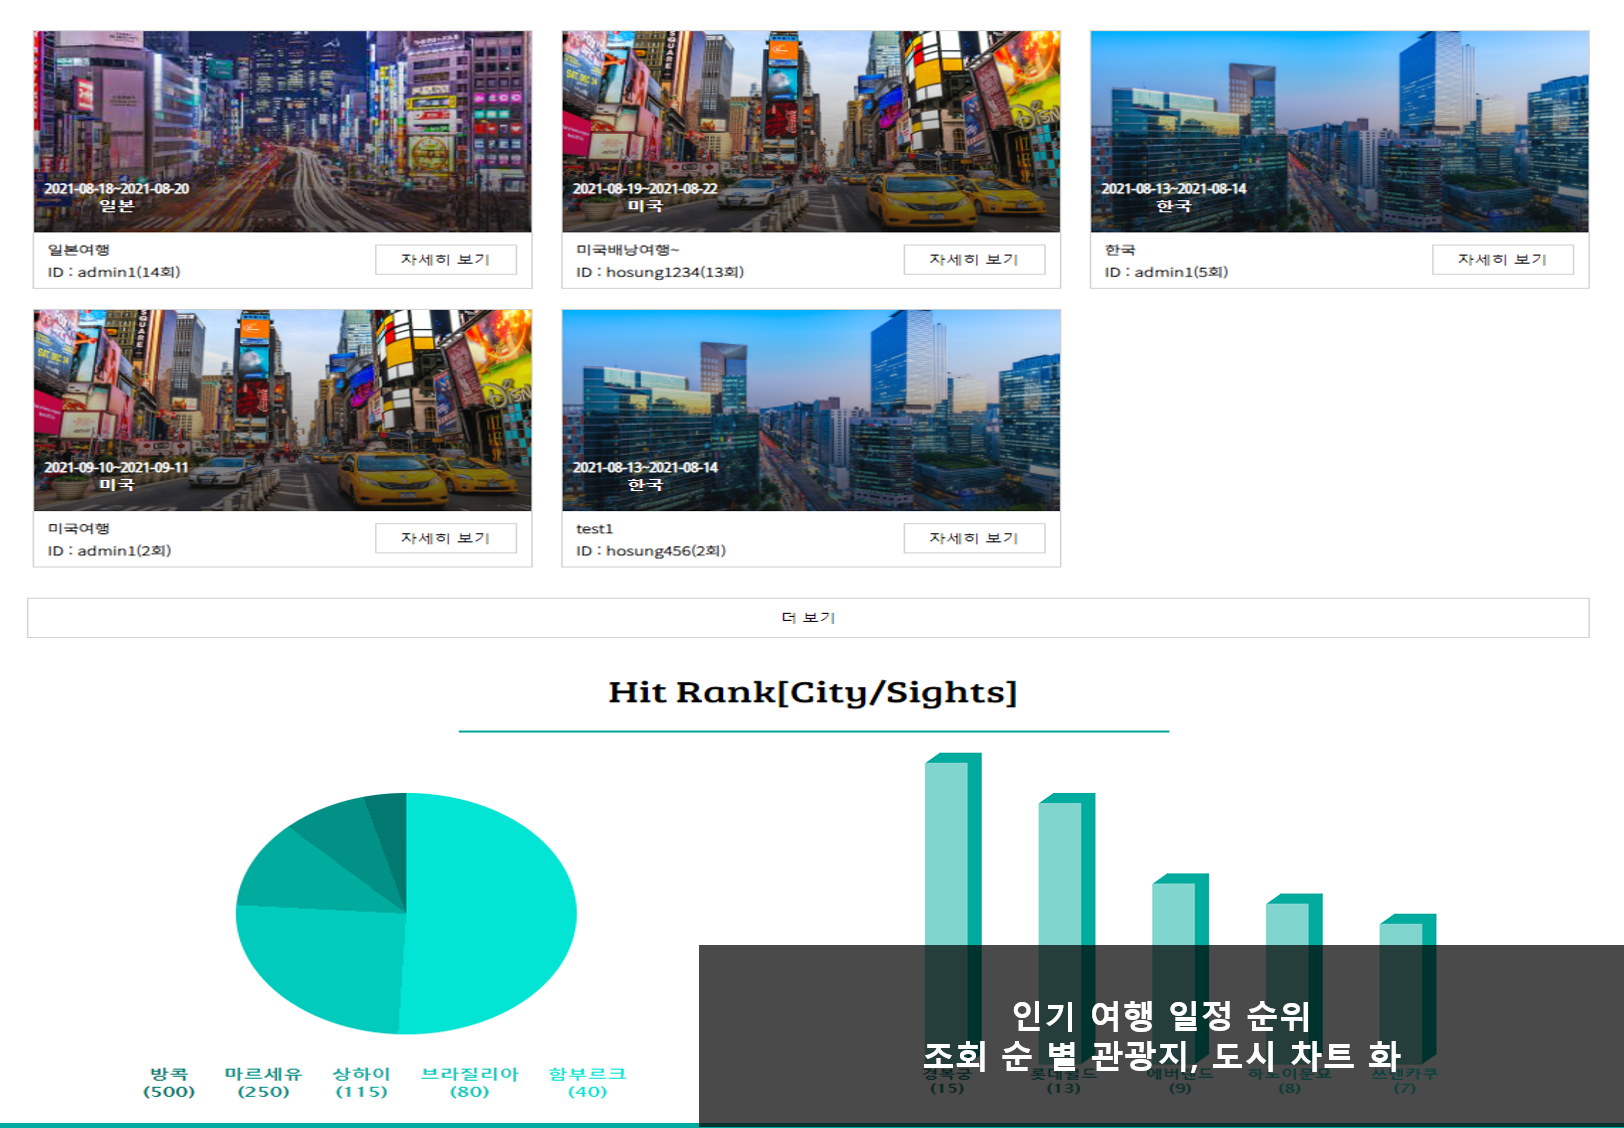 2021-08-18~2021-08-20
일본
일본여행
ID : admin1(14회)
자세히 보기
2021-08-19~2021-08-22
미국
미국배낭여행~
ID : hosung1234(13회)
자세히 보기
2021-08-13~2021-08-14
한국
한국
ID : admin1(5회)
자세히 보기
2021-09-10~2021-09-11
미국
미국여행
ID : admin1(2회)
자세히 보기
2021-08-13~2021-08-14
한국
test1
ID : hosung456(2회)
자세히 보기
더 보기
Hit Rank[City/Sights]
방콕 마르세유 상하이 브라질리아 함부르크
(500) (250) (115) (80) (40)
인기 여행 일정 순위
조회 순 별 관광지, 도시 차트 화
경복궁 롯데월드 에버랜드
(15) (13) (9) (8) (7)